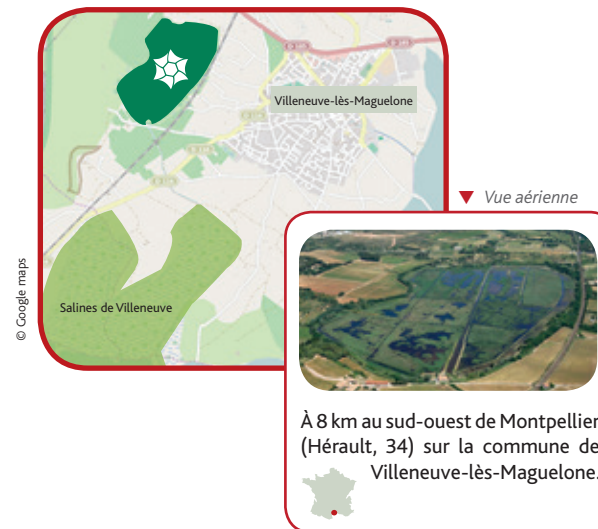 Villeneuve-lès-Maguelone
Vue aérienne
© Google maps
Salines de Villeneuve
À 8 km au sud-ouest de Montpellier
(Hérault, 34) sur la commune de
Villeneuve-lès-Maguelone.